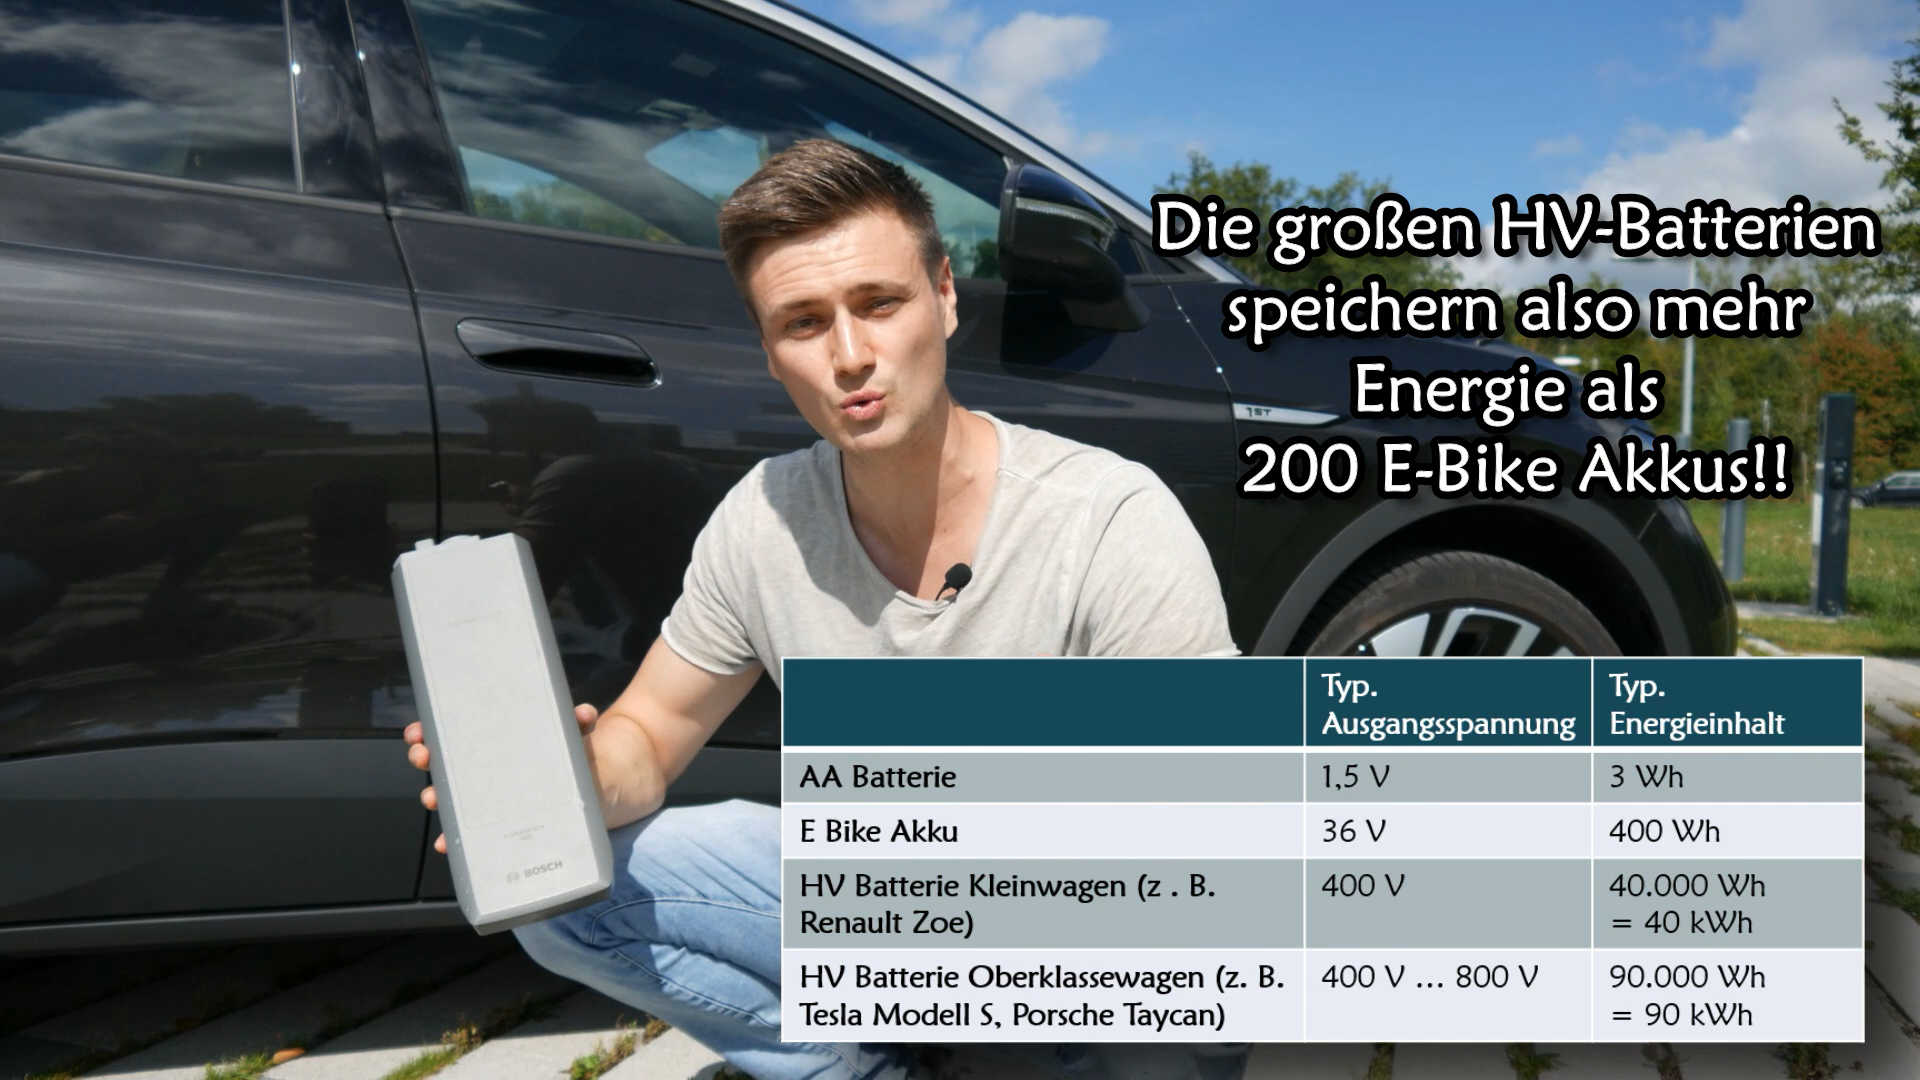 Die großen HV-Batterien
speichern also mehr
Energie als
200 E-Bike Akkus!!
1ST
BOSCH
Typ. Ausgangsspannung
Typ. Energieinhalt
AA Batterie 1,5 V 3 Wh
E Bike Akku 36 V 400 Wh
HV Batterie Kleinwagen (z . B. 400 V 40.000 Wh
Renault Zoe) = 40 kWh
HV Batterie Oberklassewagen (z. B. 400 V ... 800 V 90.000 Wh
Tesla Modell S, Porsche Taycan) = 90 kWh